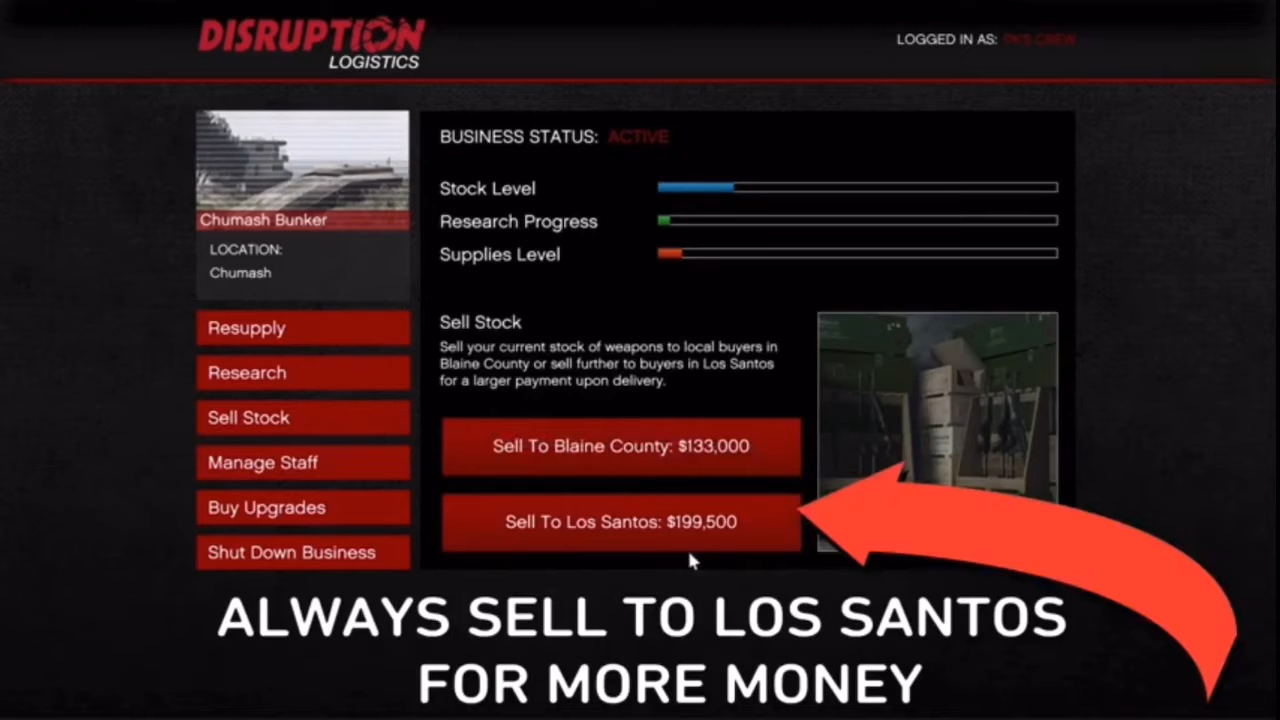 DISRUPTION
LOGISTICS
LOGGED IN AS: PKS CREW
Chumash Bunker
LOCATION:
Chumash
Resupply
Research
Sell Stock
Manage Staff
Buy Upgrades
Shut Down Business
BUSINESS STATUS: ACTIVE
Stock Level
Research Progress
Supplies Level
Sell Stock
Sell your current stock of weapons to local buyers in
Blaine County or sell further to buyers in Los Santos
for a larger payment upon delivery.
Sell To Blaine County: $133,000
Sell To Los Santos: $199,500
ALWAYS SELL TO LOS SANTOS
FOR MORE MONEY